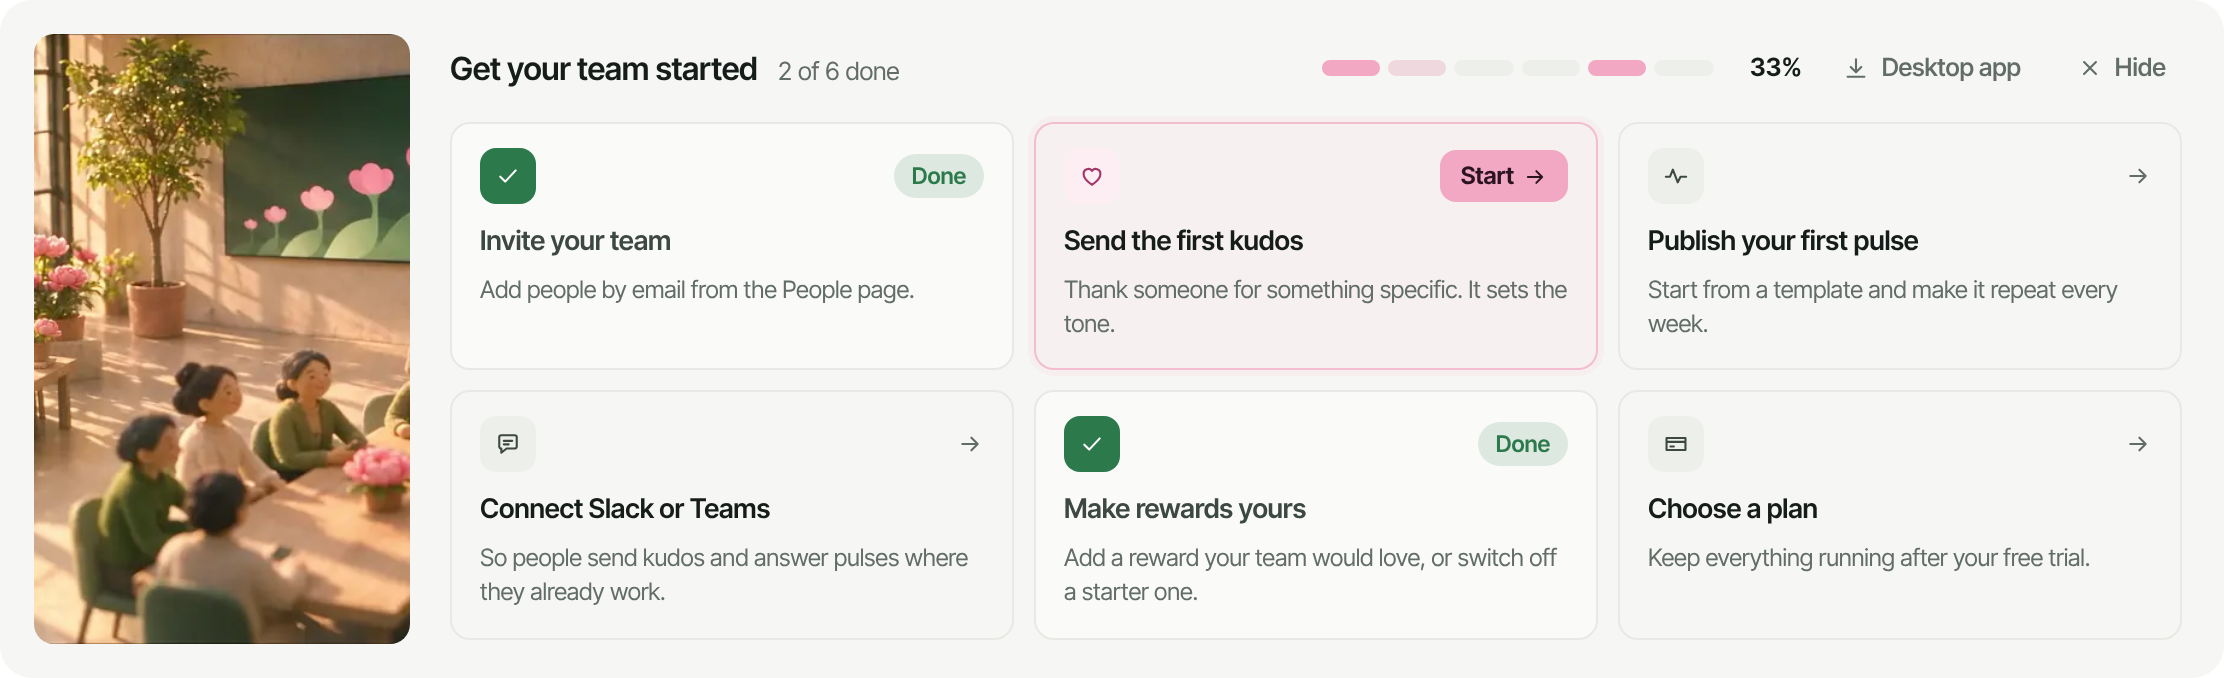 Get your team started 2 of 6 done
33%
Desktop app
Hide
Done
Invite your team
Add people by email from the People page.
Start
Send the first kudos
Thank someone for something specific. It sets the
tone.
Publish your first pulse
Start from a template and make it repeat every
week.
Connect Slack or Teams
So people send kudos and answer pulses where
they already work.
Done
Make rewards yours
Add a reward your team would love, or switch off
a starter one.
Choose a plan
Keep everything running after your free trial.